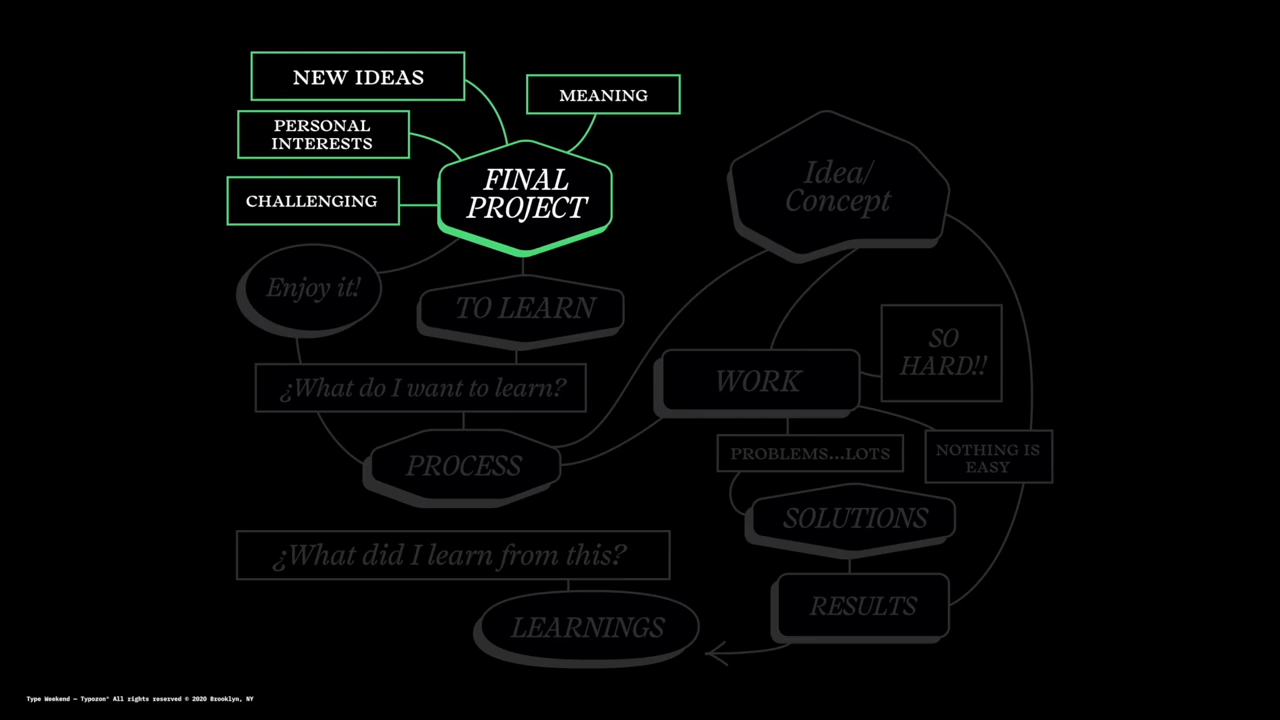 NEW IDEAS
MEANING
PERSONAL
INTERESTS
CHALLENGING
FINAL
PROJECT
Idea/
Concept
Enjoy it!
TO LEARN
SO
HARD!!
¿What do I want to learn?
WORK
PROBLEMS...LOTS
NOTHING IS
EASY
PROCESS
SOLUTIONS
¿What did I learn from this?
RESULTS
LEARNINGS
Type Weekend — Typozon® All rights reserved © 2020 Brooklyn, NY